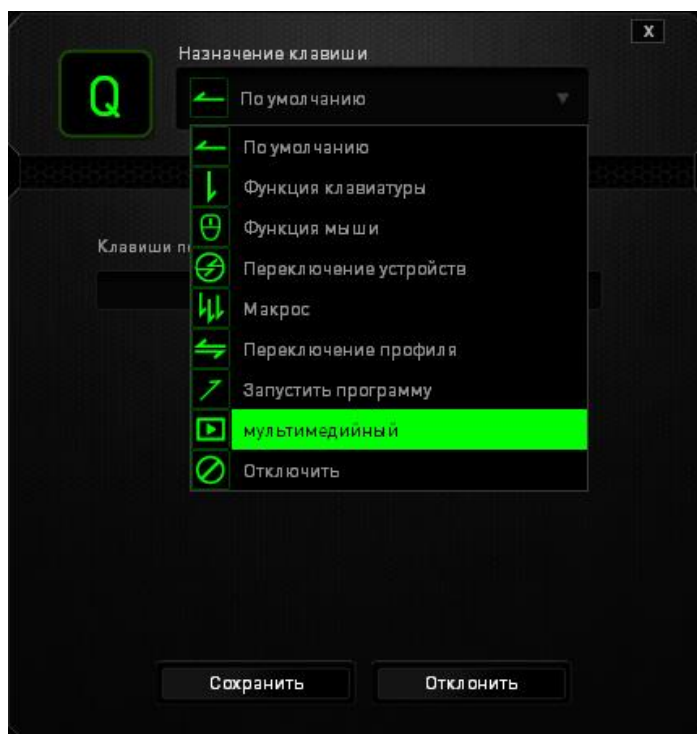 X
Назначение клавиши
Q
По умолчанию
По умолчанию
Функция клавиатуры
Функция мыши
Клавиши
Переключение устройств
Макрос
Переключение профиля
Запустить программу
мультимедийный
Отключить
Сохранить
Отклонить